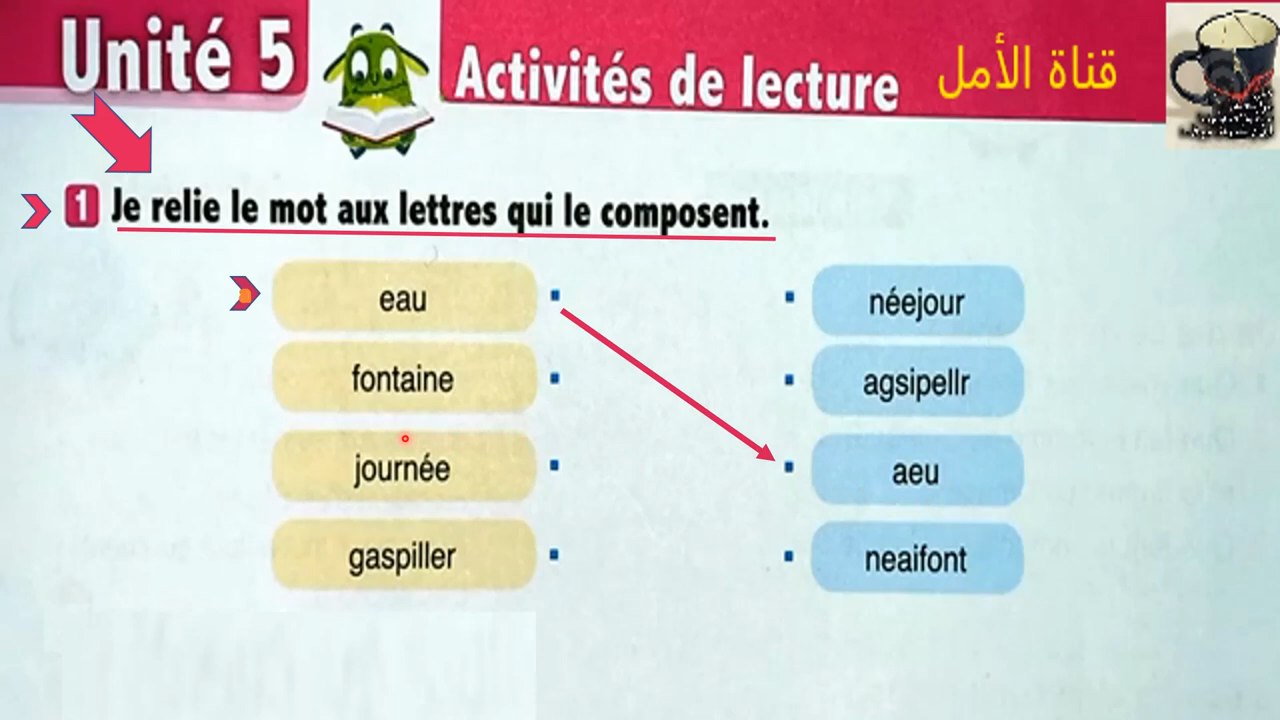 Unité 5
Activités de lecture
قناة الأمل
1 Je relie le mot aux lettres qui le composent.
eau
néejour
fontaine
agsipellr
journée
aeu
gaspiller
neaifont